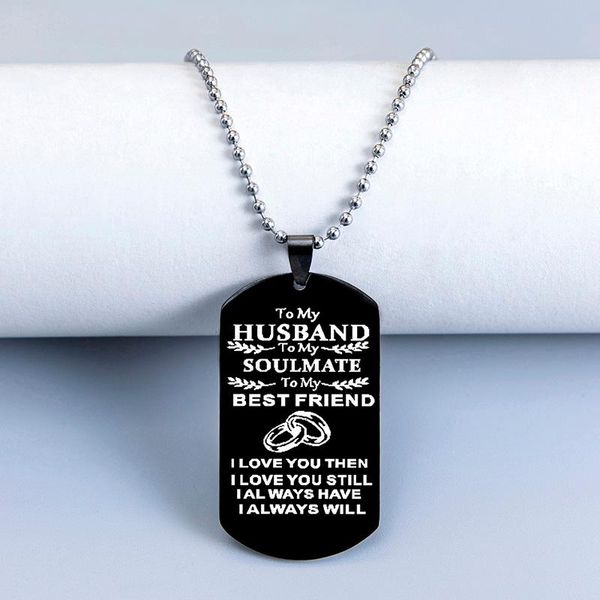 To My
HUSBAND
To My
SOULMATE
To My
BEST FRIEND
I LOVE YOU THEN
I LOVE YOU STILL
I AL WAYS HAVE
I ALWAYS WILL